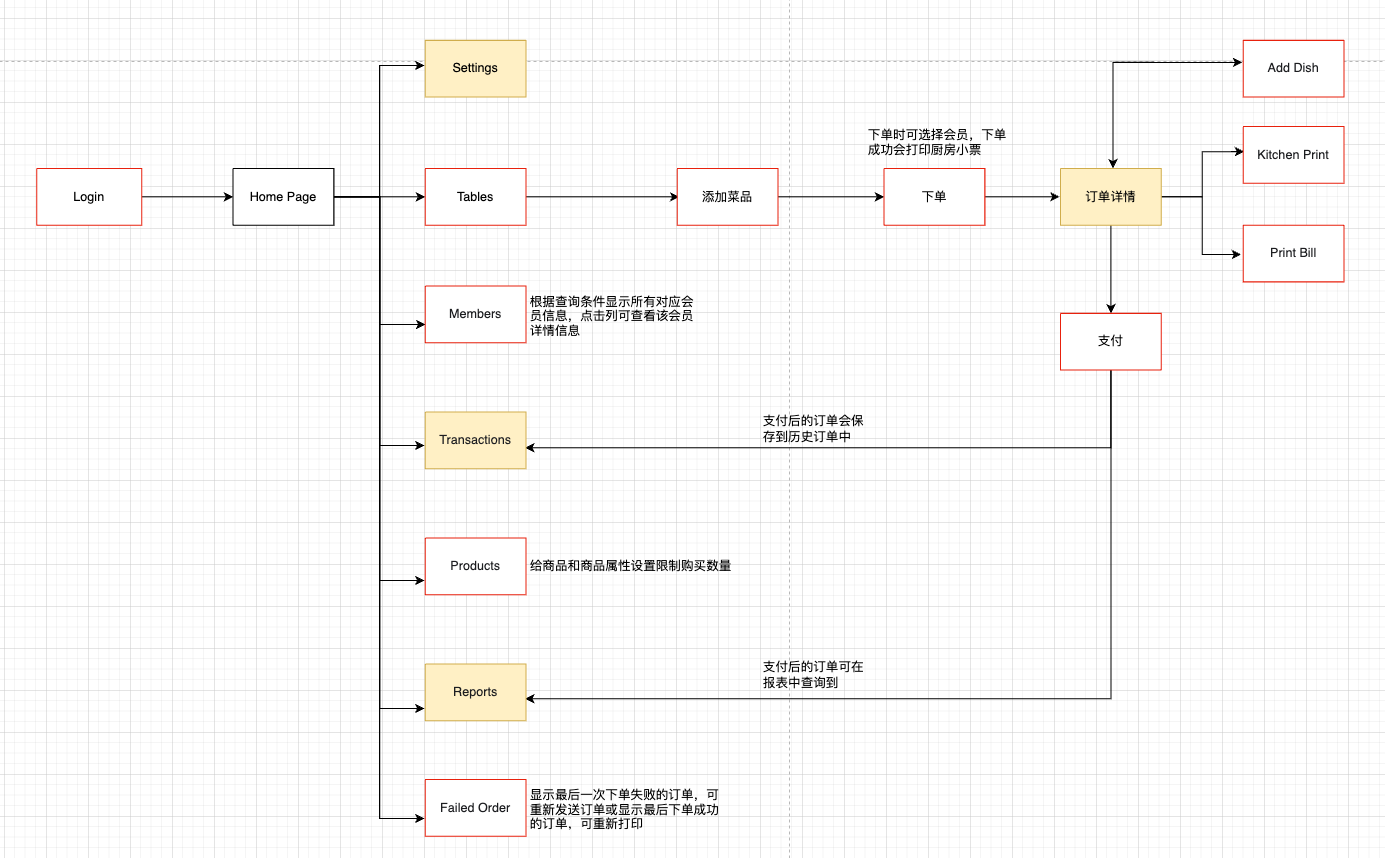 Settings
Add Dish
下单时可选择会员，下单
成功会打印厨房小票
Kitchen Print
Login
Home Page
Tables
添加菜品
下单
订单详情
Print Bill
Members
根据查询条件显示所有对应会
员信息，点击列可查看该会员
详情信息
支付
Transactions
支付后的订单会保
存到历史订单中
Products
给商品和商品属性设置限制购买数量
Reports
支付后的订单可在
报表中查询到
Failed Order
显示最后一次下单失败的订单，可
重新发送订单或显示最后下单成功
的订单，可重新打印